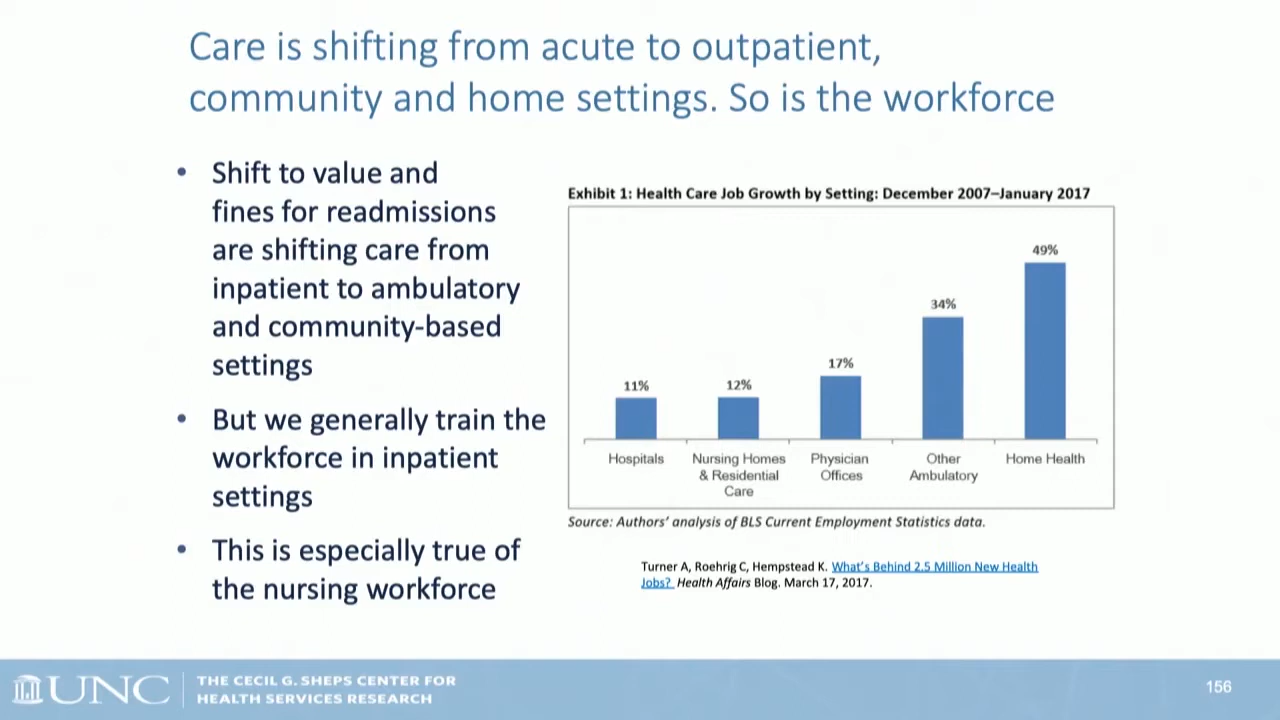 Care is shifting from acute to outpatient,
community and home settings. So is the workforce
• Shift to value and
fines for readmissions
are shifting care from
inpatient to ambulatory
and community-based
settings
• But we generally train the
workforce in inpatient
settings
• This is especially true of
the nursing workforce
Exhibit 1: Health Care Job Growth by Setting: December 2007–January 2017
11%
12%
17%
34%
49%
Hospitals
Nursing Homes
& Residential
Care
Physician
Offices
Other
Ambulatory
Home Health
Source: Authors’ analysis of BLS Current Employment Statistics data.
Turner A, Roehrig C, Hempstead K. What’s Behind 2.5 Million New Health
Jobs? Health Affairs Blog. March 17, 2017.
UNC
THE CECIL G. SHEPS CENTER FOR
HEALTH SERVICES RESEARCH
156